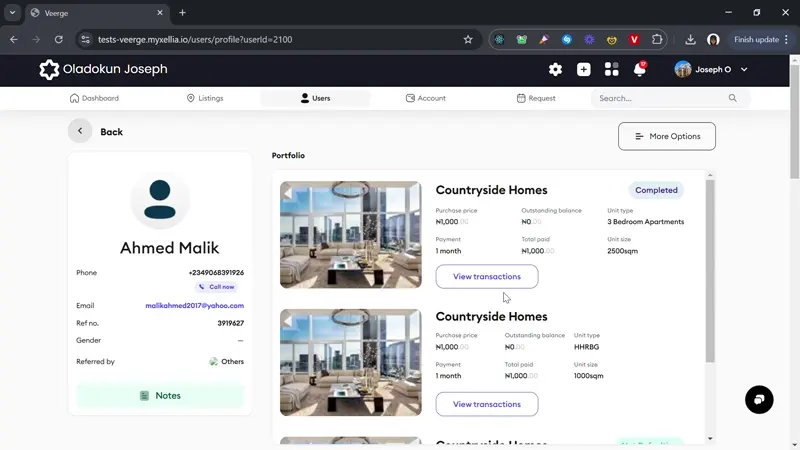 Veerge
tests-veerge.myxellia.io/users/profile?userId=2100
Finish update
Oladokun Joseph
Joseph O
Dashboard
Listings
Users
Account
Request
Search...
Back
More Options
Portfolio
Ahmed Malik
Phone
+2349068391926
Call now
Email
malikahmed2017@yahoo.com
Ref no.
3919627
Gender
—
Referred by
Others
Notes
Countryside Homes
Completed
Purchase price
Outstanding balance
Unit type
₦1,000.00
₦0.00
3 Bedroom Apartments
Payment
Total paid
Unit size
1 month
₦1,000.00
2500sqm
View transactions
Countryside Homes
Purchase price
Outstanding balance
Unit type
₦1,000.00
₦0.00
HHRBG
Payment
Total paid
Unit size
1 month
₦1,000.00
1000sqm
View transactions
Countryside Homes